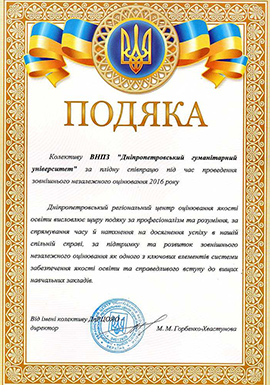 ПОДЯКА
Колективу ВНПЗ "Дніпропетровський гуманітарний
університет" за плідну співпрацю під час проведення
зовнішнього незалежного оцінювання 2016 року
Дніпропетровський регіональний центр оцінювання якості
освіти висловлює щиру подяку за професіоналізм та розуміння, за
спрямування часу й натхнення на досягнення успіху в нашій
спільній справі, за підтримку та розвиток зовнішнього
незалежного оцінювання як одного з ключових елементів системи
забезпечення якості освіти та справедливого вступу до вищих
навчальних закладів.
Від імені колективу ДніпрЦОЯО
директор М. М. Горбенко-Хвастунова